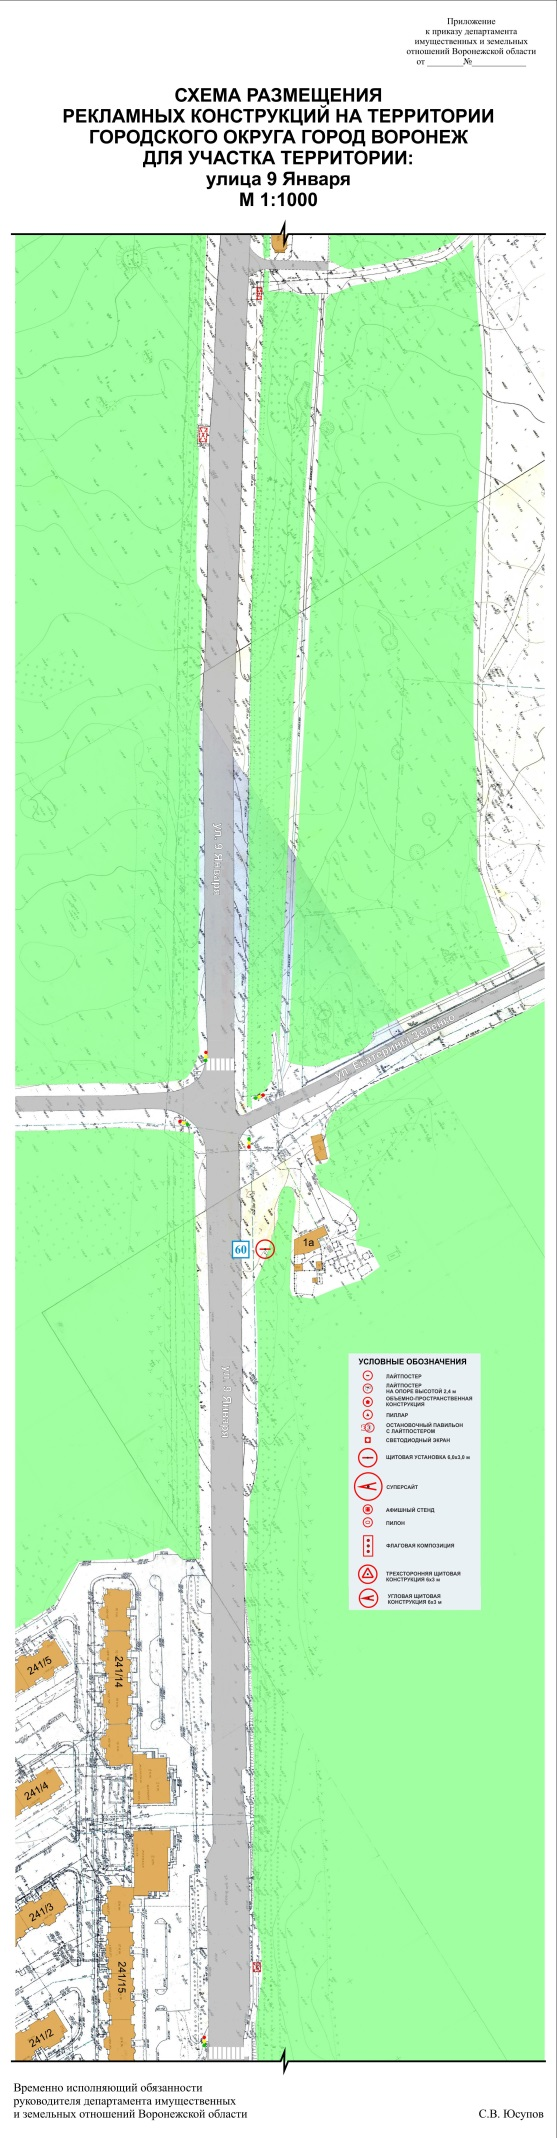 Приложение
к приказу департамента
имущественных и земельных
отношений Воронежской области
от ________№____________
СХЕМА РАЗМЕЩЕНИЯ
РЕКЛАМНЫХ КОНСТРУКЦИЙ НА ТЕРРИТОРИИ
ГОРОДСКОГО ОКРУГА ГОРОД ВОРОНЕЖ
ДЛЯ УЧАСТКА ТЕРРИТОРИИ:
улица 9 Января
М 1:1000
ул. 9 Января
ул. Екатерины Зеленко
1а
60
ул. 9 Января
УСЛОВНЫЕ ОБОЗНАЧЕНИЯ
ЛАЙТПОСТЕР
ЛАЙТПОСТЕР
НА ОПОРЕ ВЫСОТОЙ 2,4 м
ОБЪЕМНО-ПРОСТРАНСТВЕННАЯ
КОНСТРУКЦИЯ
ПИЛЛАР
ОСТАНОВОЧНЫЙ ПАВИЛЬОН
С ЛАЙТПОСТЕРОМ
СВЕТОДИОДНЫЙ ЭКРАН
ЩИТОВАЯ УСТАНОВКА 6,0х3,0 м
СУПЕРСАЙТ
АФИШНЫЙ СТЕНД
ПИЛОН
ФЛАГОВАЯ КОМПОЗИЦИЯ
ТРЕХСТОРОННЯЯ ЩИТОВАЯ
КОНСТРУКЦИЯ 6х3 м
УГЛОВАЯ ЩИТОВАЯ
КОНСТРУКЦИЯ 6х3 м
241/5
241/14
241/4
241/3
241/15
241/2
Временно исполняющий обязанности
руководителя департамента имущественных
и земельных отношений Воронежской области
С.В. Юсупов